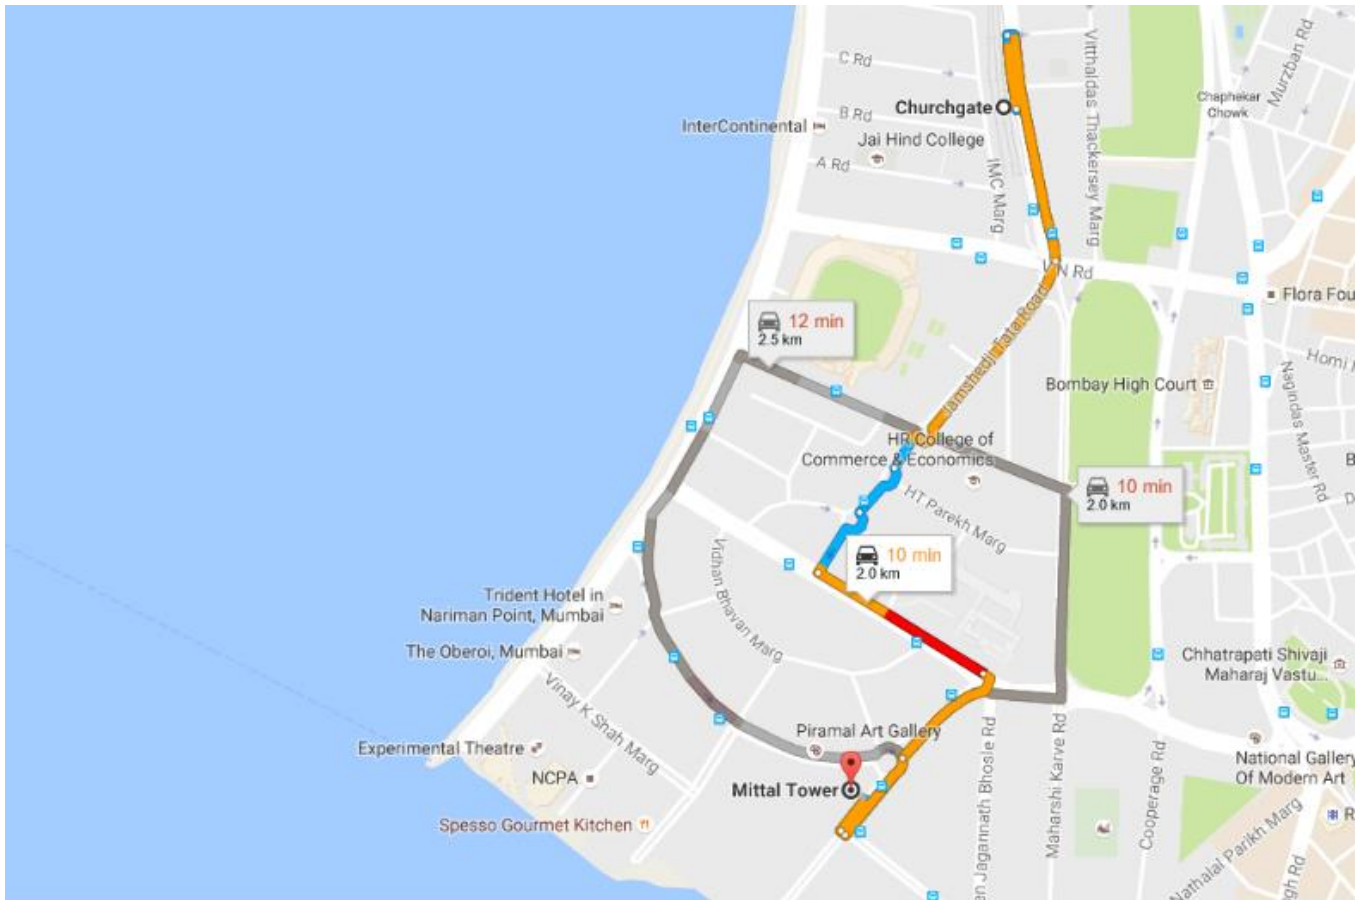 C Rd
Murzban Rd
Vitthaldas Thackersey Marg
Chaphekar
Chowk
Churchgate
B Rd
InterContinental
Jai Hind College
A Rd
IMC Marg
V N Rd
Flora Fou
12 min
2.5 km
Jamshedji Tata Road
Homi
Bombay High Court
Nagindas Master Rd
HR College of
Commerce & Economics
B
10 min
2.0 km
D
HT Parekh Marg
10 min
2.0 km
Vidhan Bhavan Marg
Trident Hotel in
Nariman Point, Mumbai
The Oberoi, Mumbai
Chhatrapati Shivaji
Maharaj Vastu...
Vinay K Shah Marg
Piramal Art Gallery
Experimental Theatre
en Jagannath Bhosle Rd
Maharshi Karve Rd
Cooperage Rd
National Gallery
Of Modern Art
NCPA
Mittal Tower
Spesso Gourmet Kitchen
R
Nathalal Parikh Marg
gh Rd